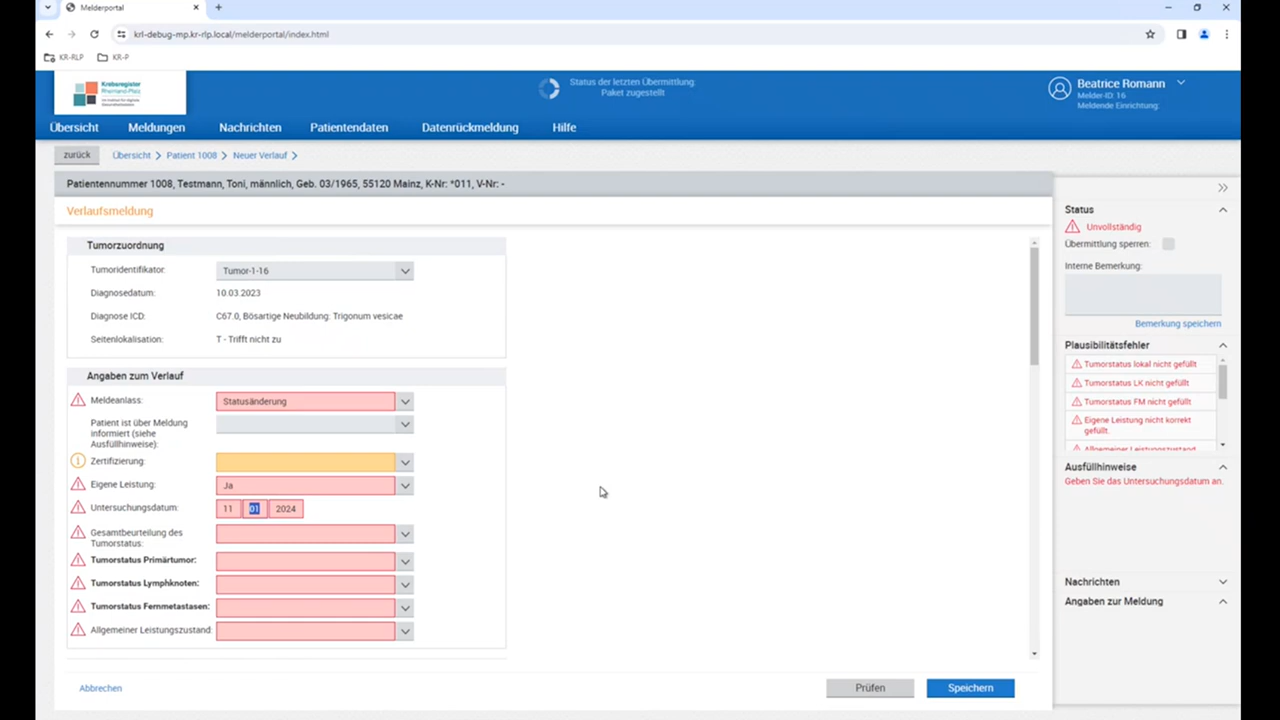 Melderportal
krl-debug-mp.kr-rlp.local/melderportal/index.html
KR-RLP KR-P
Krebsregister
Rheinland-Pfalz
Status der letzten Übermittlung:
Paket zugestellt
Beatrice Romann
Melder-ID: 16
Meldende Einrichtung:
Übersicht Meldungen Nachrichten Patientendaten Datenrückmeldung Hilfe
zurück Übersicht Patient 1008 Neuer Verlauf
Patientennummer 1008, Testmann, Toni, männlich, Geb. 03/1965, 55120 Mainz, K-Nr: *011, V-Nr: -
Verlaufsmeldung
Tumorzuordnung
Tumoridentifikator: Tumor-1-16
Diagnosedatum: 10.03.2023
Diagnose ICD: C67.0, Bösartige Neubildung: Trigonum vesicae
Seitenlokalisation: T - Trifft nicht zu
Angaben zum Verlauf
Meldeanlass: Statusänderung
Patient ist über Meldung
informiert (siehe
Ausfüllhinweise):
Zertifizierung:
Eigene Leistung: Ja
Untersuchungsdatum: 11 01 2024
Gesamtbeurteilung des
Tumorstatus:
Tumorstatus Primärtumor:
Tumorstatus Lymphknoten:
Tumorstatus Fernmetastasen:
Allgemeiner Leistungszustand:
Abbrechen Prüfen Speichern
Status
Unvollständig
Übermittlung sperren:
Interne Bemerkung:
Bemerkung speichern
Plausibilitätsfehler
Tumorstatus lokal nicht gefüllt
Tumorstatus LK nicht gefüllt
Tumorstatus FM nicht gefüllt
Eigene Leistung nicht korrekt
gefüllt.
Allgemeiner Leistungszustand
Ausfüllhinweise
Geben Sie das Untersuchungsdatum an.
Nachrichten
Angaben zur Meldung